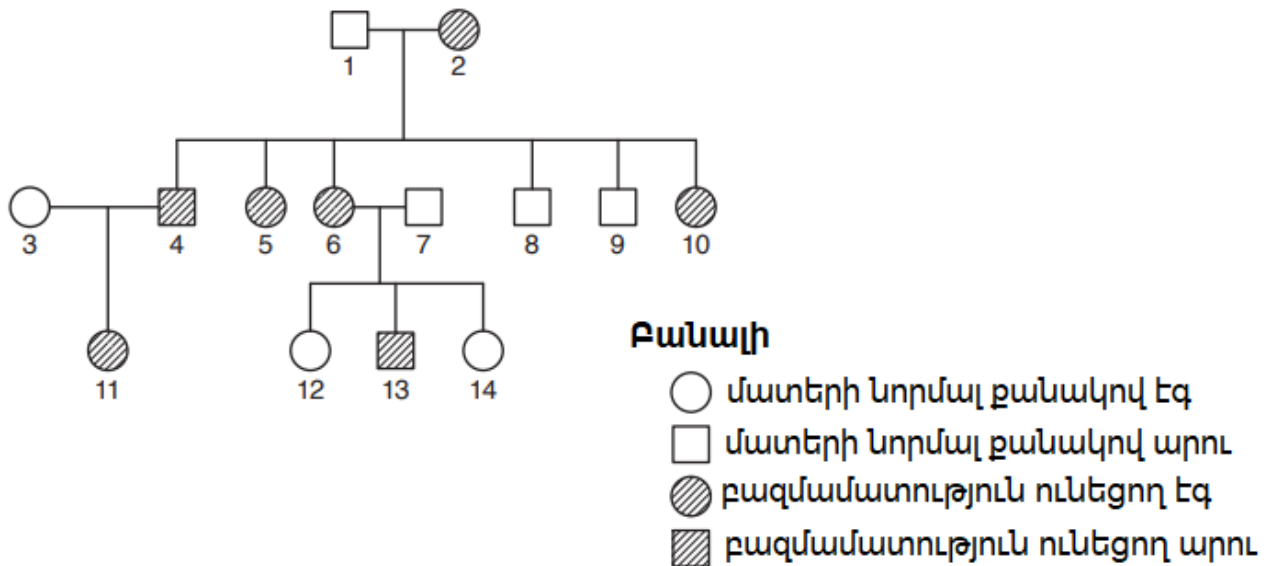 1 2
3 4 5 6 7 8 9 10
11 12 13 14
Բանալի
մատերի նորմալ քանակով էգ
մատերի նորմալ քանակով արու
բազմամատություն ունեցող էգ
բազմամատություն ունեցող արու